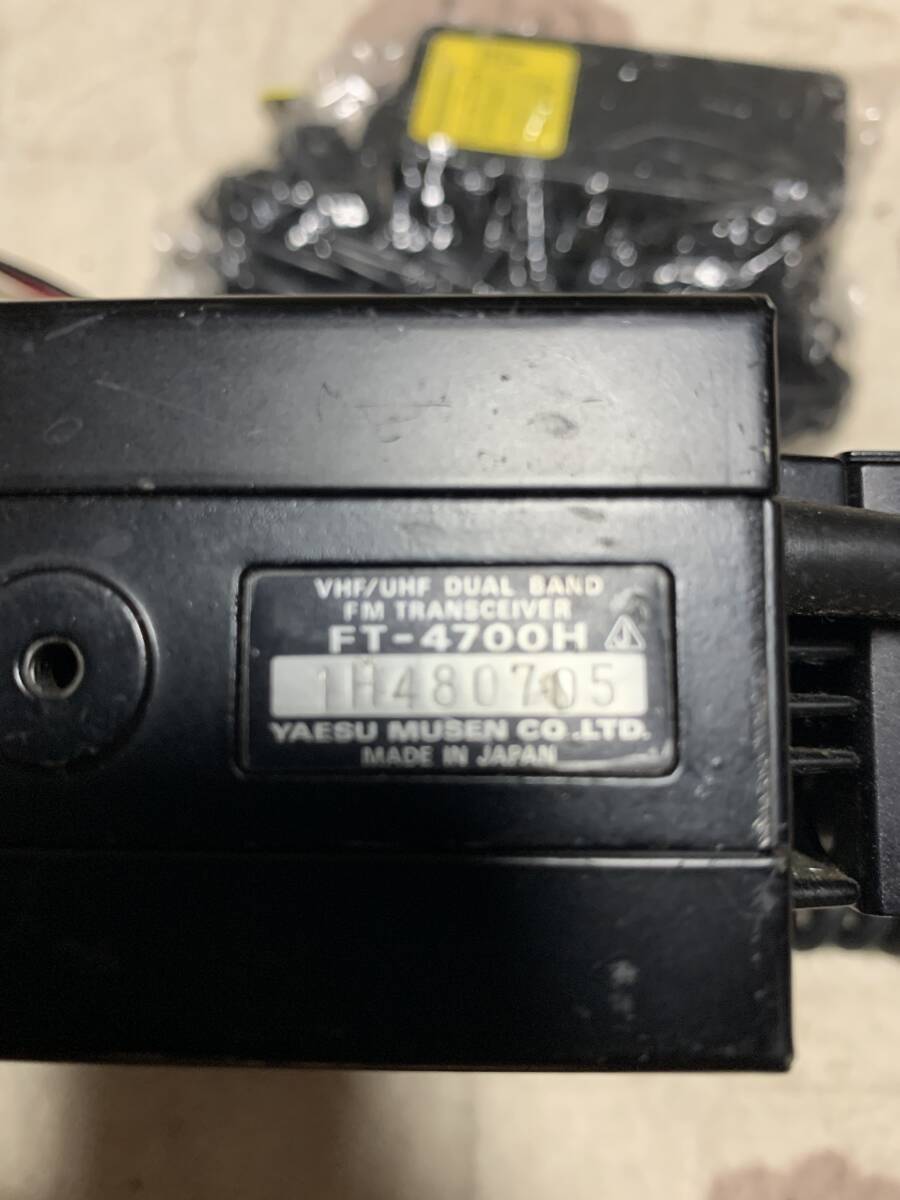 VHF/UHF DUAL BAND
FM TRANSCEIVER
FT-4700H
1H480705
YAESU MUSEN CO.,LTD.
MADE IN JAPAN